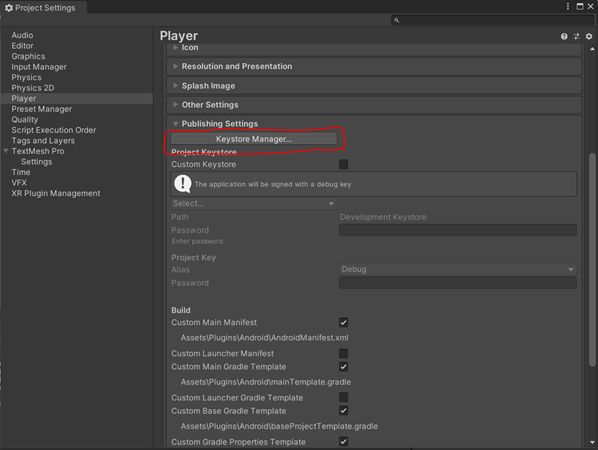 Project Settings
Audio
Editor
Graphics
Input Manager
Physics
Physics 2D
Player
Preset Manager
Quality
Script Execution Order
Tags and Layers
TextMesh Pro
Settings
Time
VFX
XR Plugin Management
Player
Icon
Resolution and Presentation
Splash Image
Other Settings
Publishing Settings
Keystore Manager...
Project Keystore
Custom Keystore
The application will be signed with a debug key
Select...
Path Development Keystore
Password
Enter password.
Project Key
Alias Debug
Password
Build
Custom Main Manifest
Assets\Plugins\Android\AndroidManifest.xml
Custom Launcher Manifest
Custom Main Gradle Template
Assets\Plugins\Android\mainTemplate.gradle
Custom Launcher Gradle Template
Custom Base Gradle Template
Assets\Plugins\Android\baseProjectTemplate.gradle
Custom Gradle Properties Template